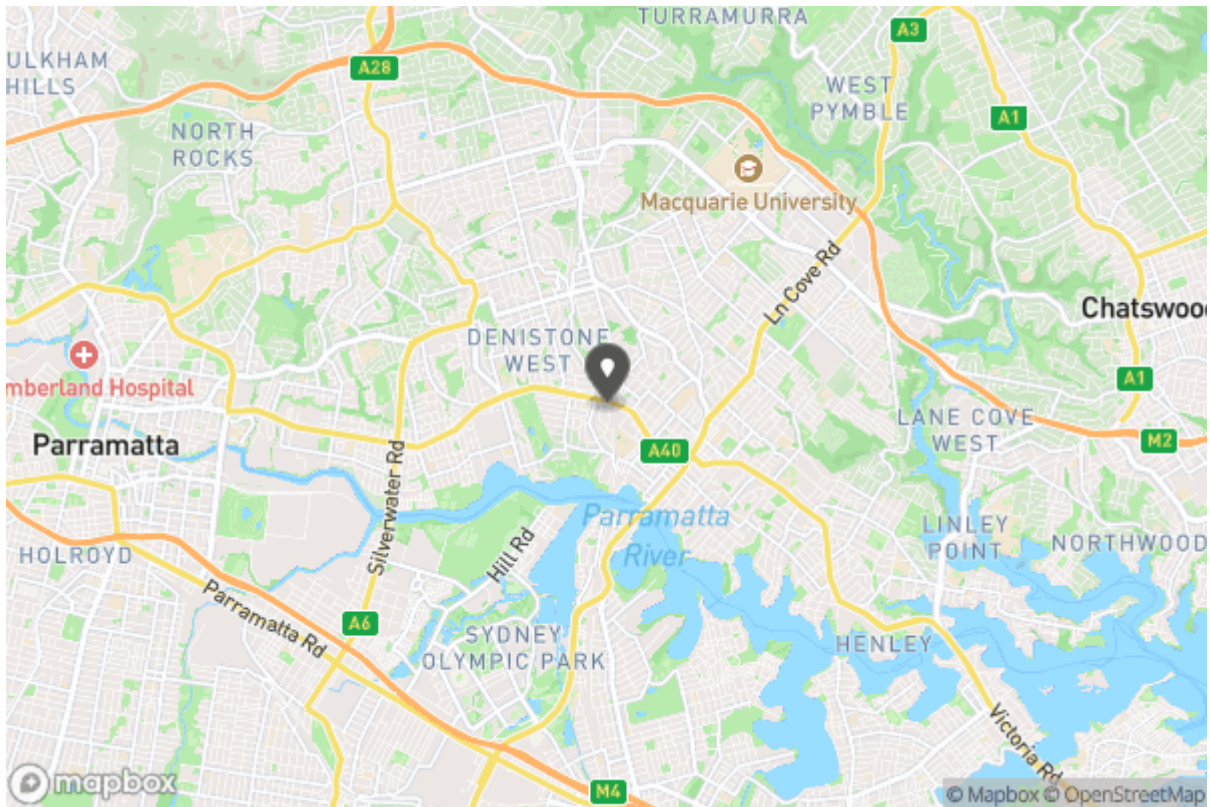 TURRAMURRA
A3
ULKHAM
HILLS
A28
WEST
PYMBLE
A1
NORTH
ROCKS
Macquarie University
Ln Cove Rd
Chatswoo
DENISTONE
WEST
mberland Hospital
A1
LANE COVE
WEST
M2
Parramatta
A40
Silverwater Rd
Parramatta
River
Hill Rd
LINLEY
POINT
NORTHWOOD
HOLROYD
Parramatta Rd
A6
SYDNEY
OLYMPIC PARK
HENLEY
Victoria Rd
M4
mapbox
© Mapbox © OpenStreetMap